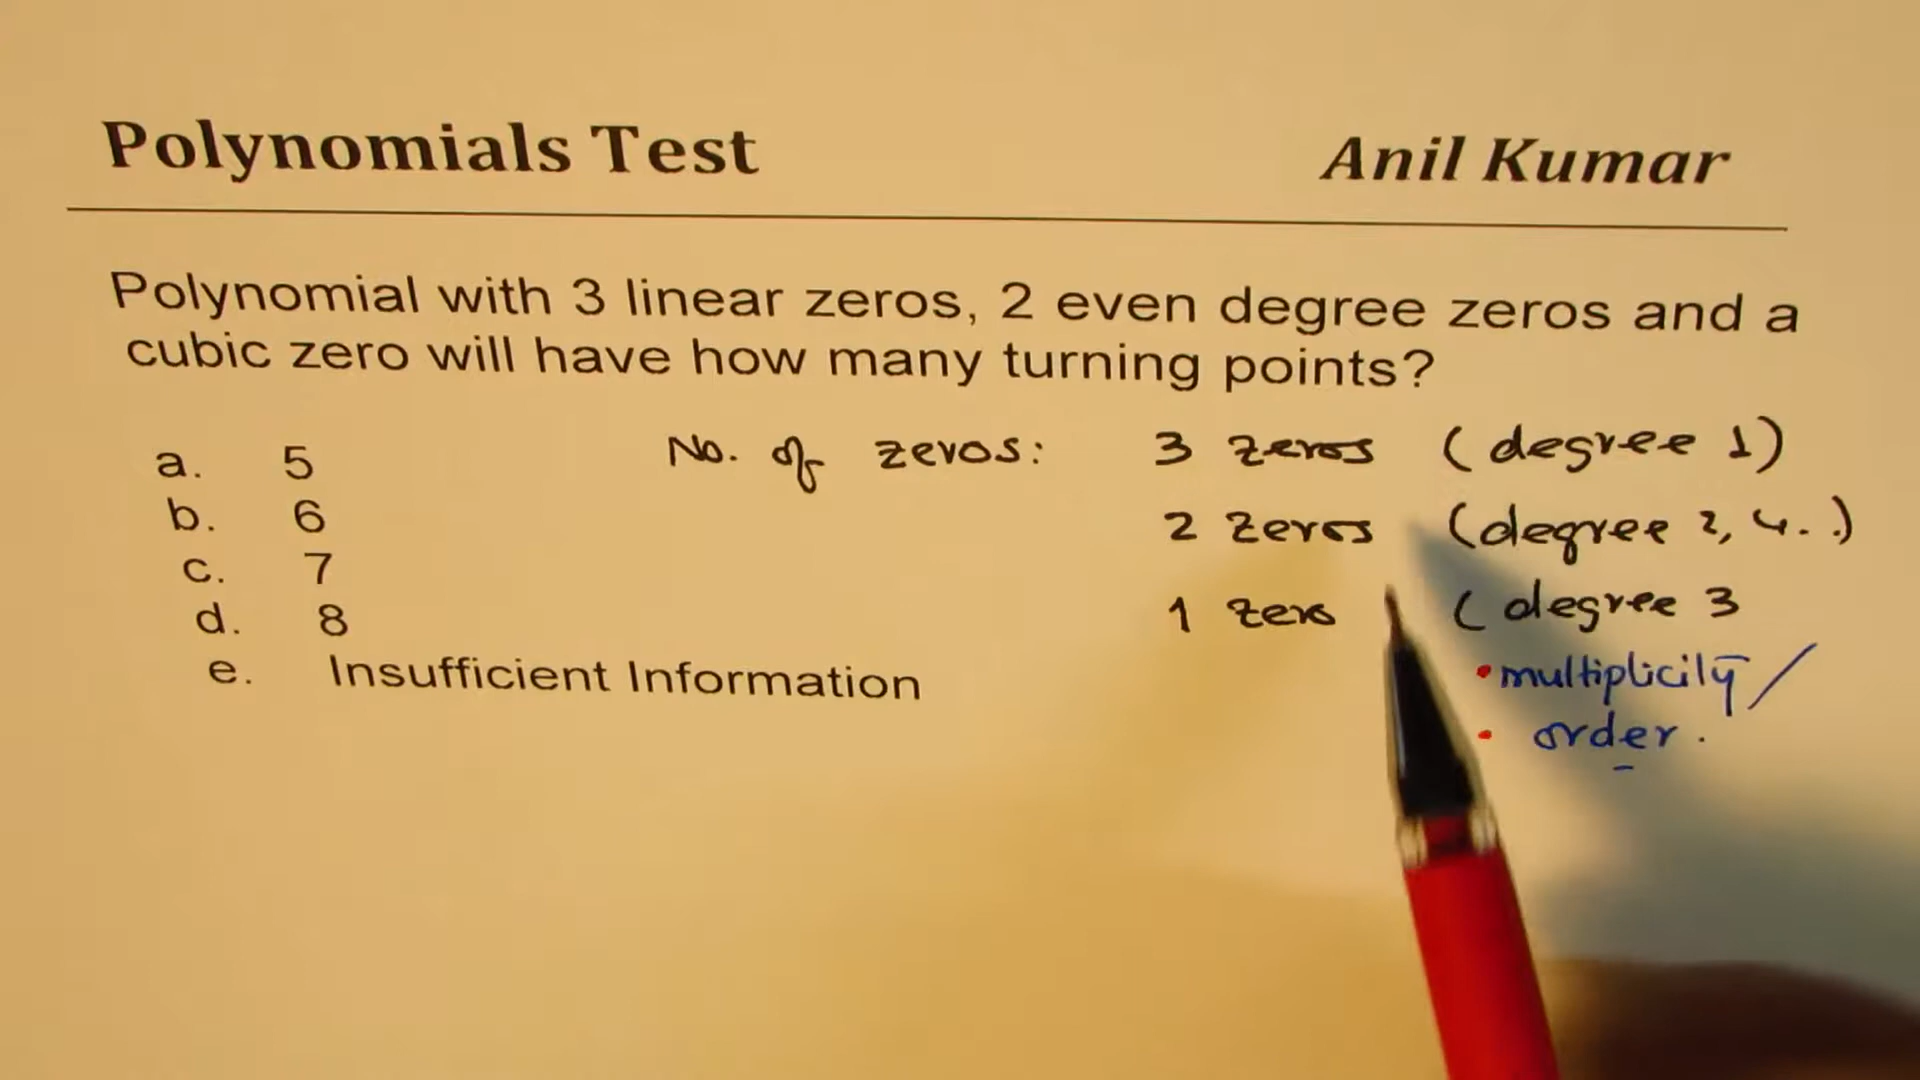 Polynomials Test Anil Kumar
Polynomial with 3 linear zeros, 2 even degree zeros and a
cubic zero will have how many turning points?
a. 5
b. 6
c. 7
d. 8
e. Insufficient Information
No. of zeros: 3 zeros (degree 1)
2 zeros (degree 2, 4..)
1 zero (degree 3
• multiplicity /
• order.